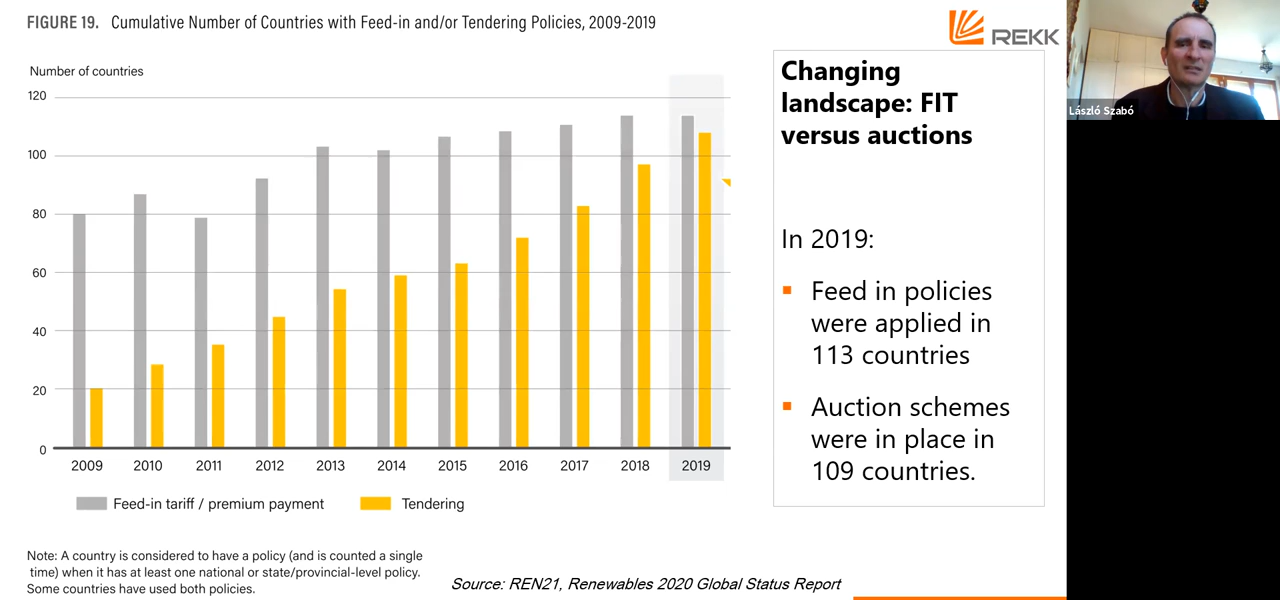 FIGURE 19. Cumulative Number of Countries with Feed-in and/or Tendering Policies, 2009-2019
Number of countries
120
100
80
60
40
20
0
2009 2010 2011 2012 2013 2014 2015 2016 2017 2018 2019
Feed-in tariff / premium payment Tendering
Note: A country is considered to have a policy (and is counted a single
time) when it has at least one national or state/provincial-level policy.
Some countries have used both policies.
Source: REN21, Renewables 2020 Global Status Report
REKK
Changing
landscape: FIT
versus auctions
In 2019:
Feed in policies
were applied in
113 countries
Auction schemes
were in place in
109 countries.
László Szabó